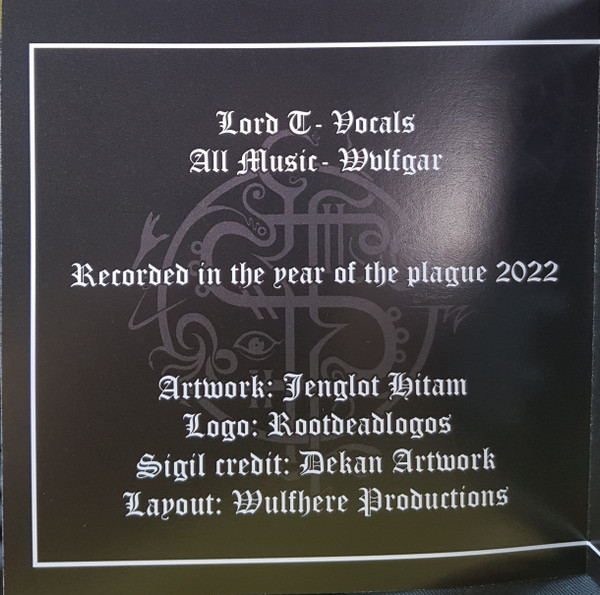 Lord T- Vocals
All Music- Wvlfgar
Recorded in the year of the plague 2022
Artwork: Jenglot Hitam
Logo: Rootdeadlogos
Sigil credit: Dekan Artwork
Layout: Wulfhere Productions